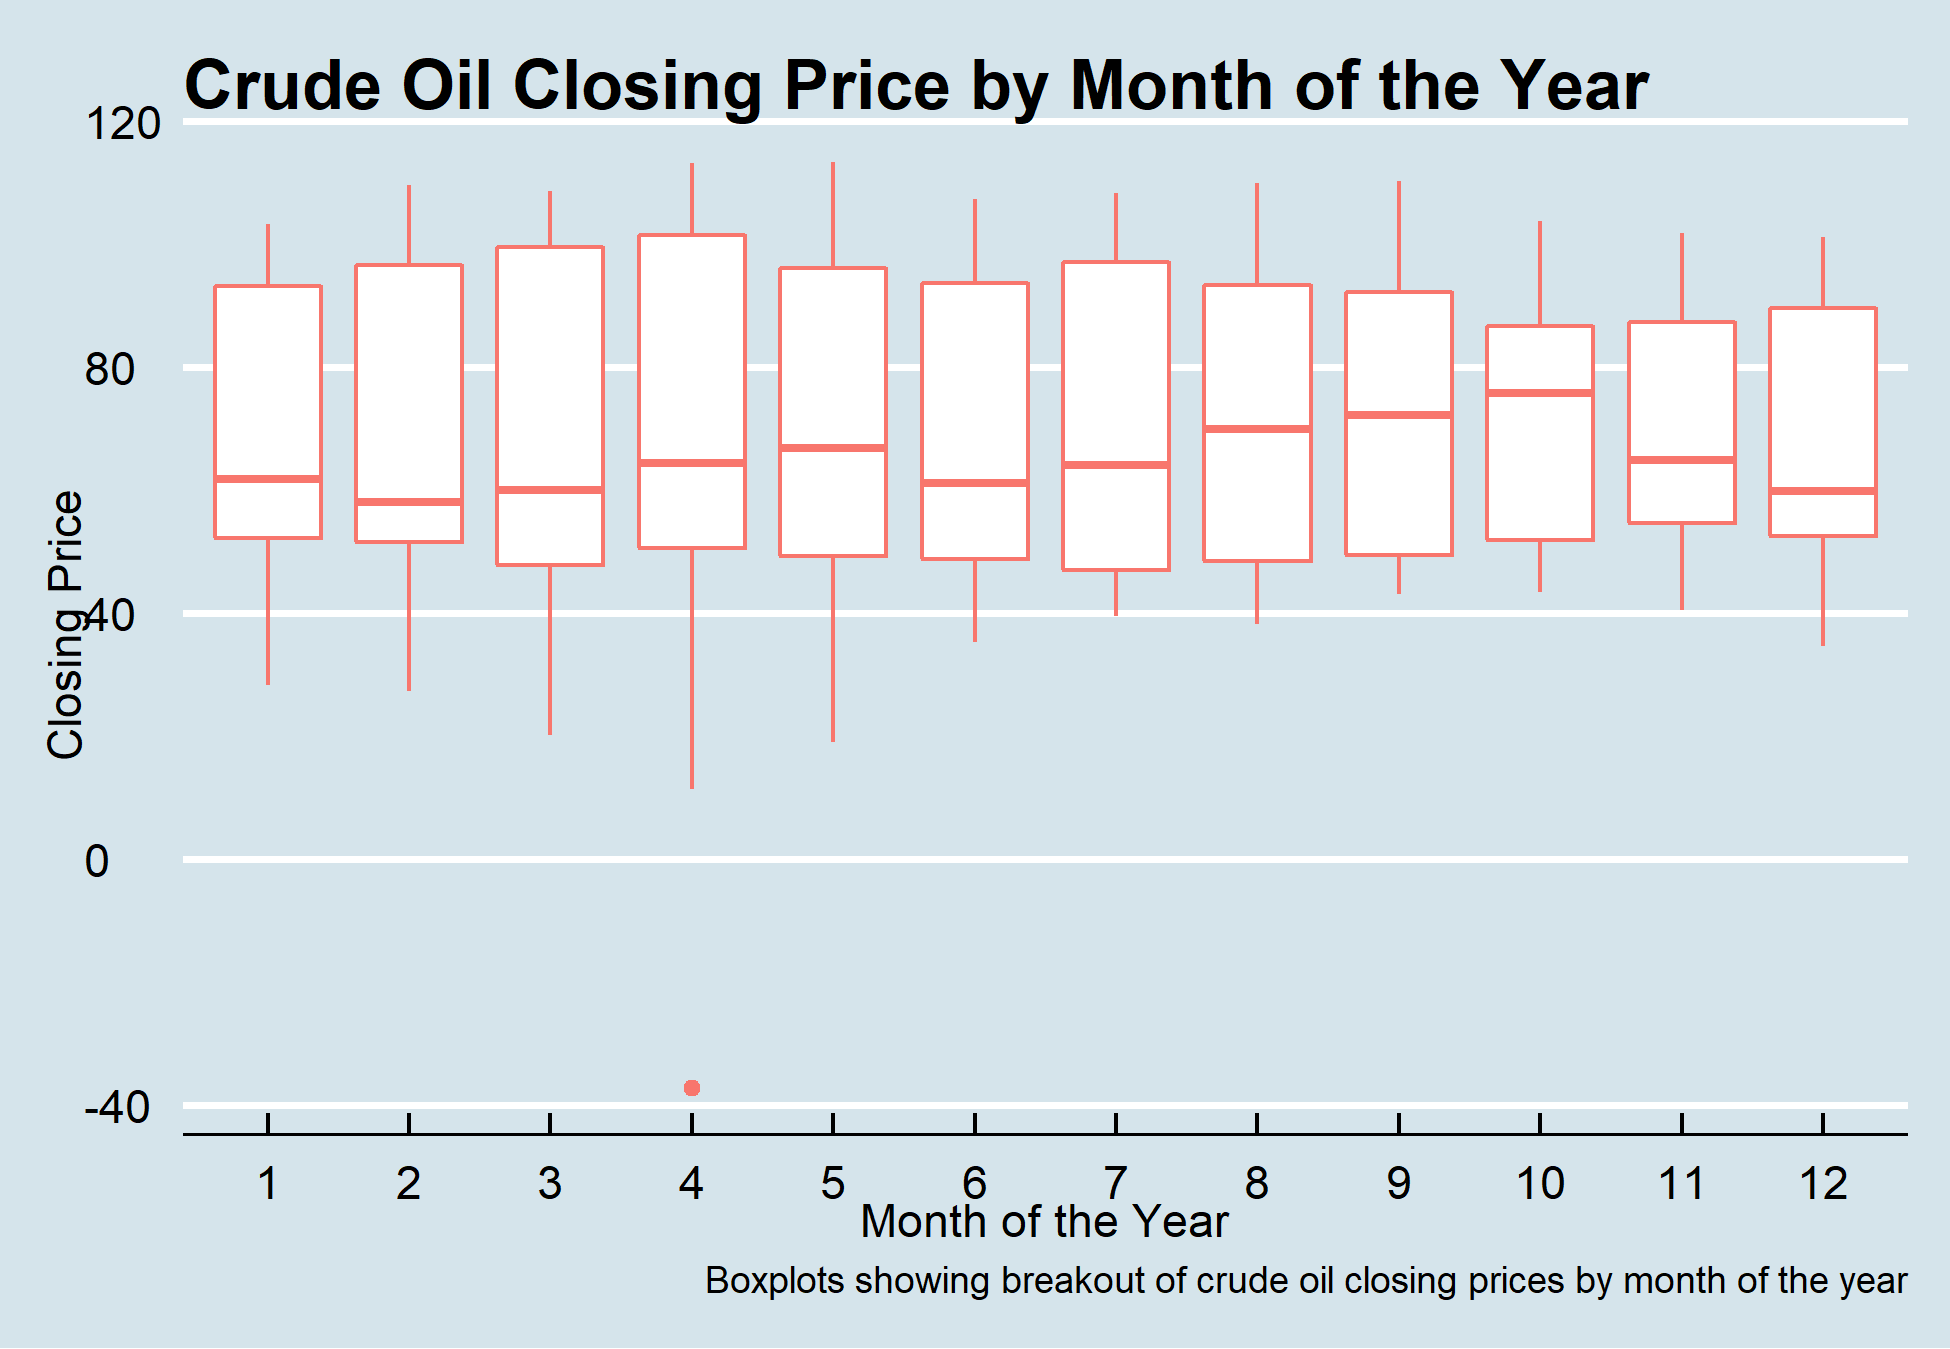 Crude Oil Closing Price by Month of the Year
120
80
40
0
-40
Closing Price
1 2 3 4 5 6 7 8 9 10 11 12
Month of the Year
Boxplots showing breakout of crude oil closing prices by month of the year